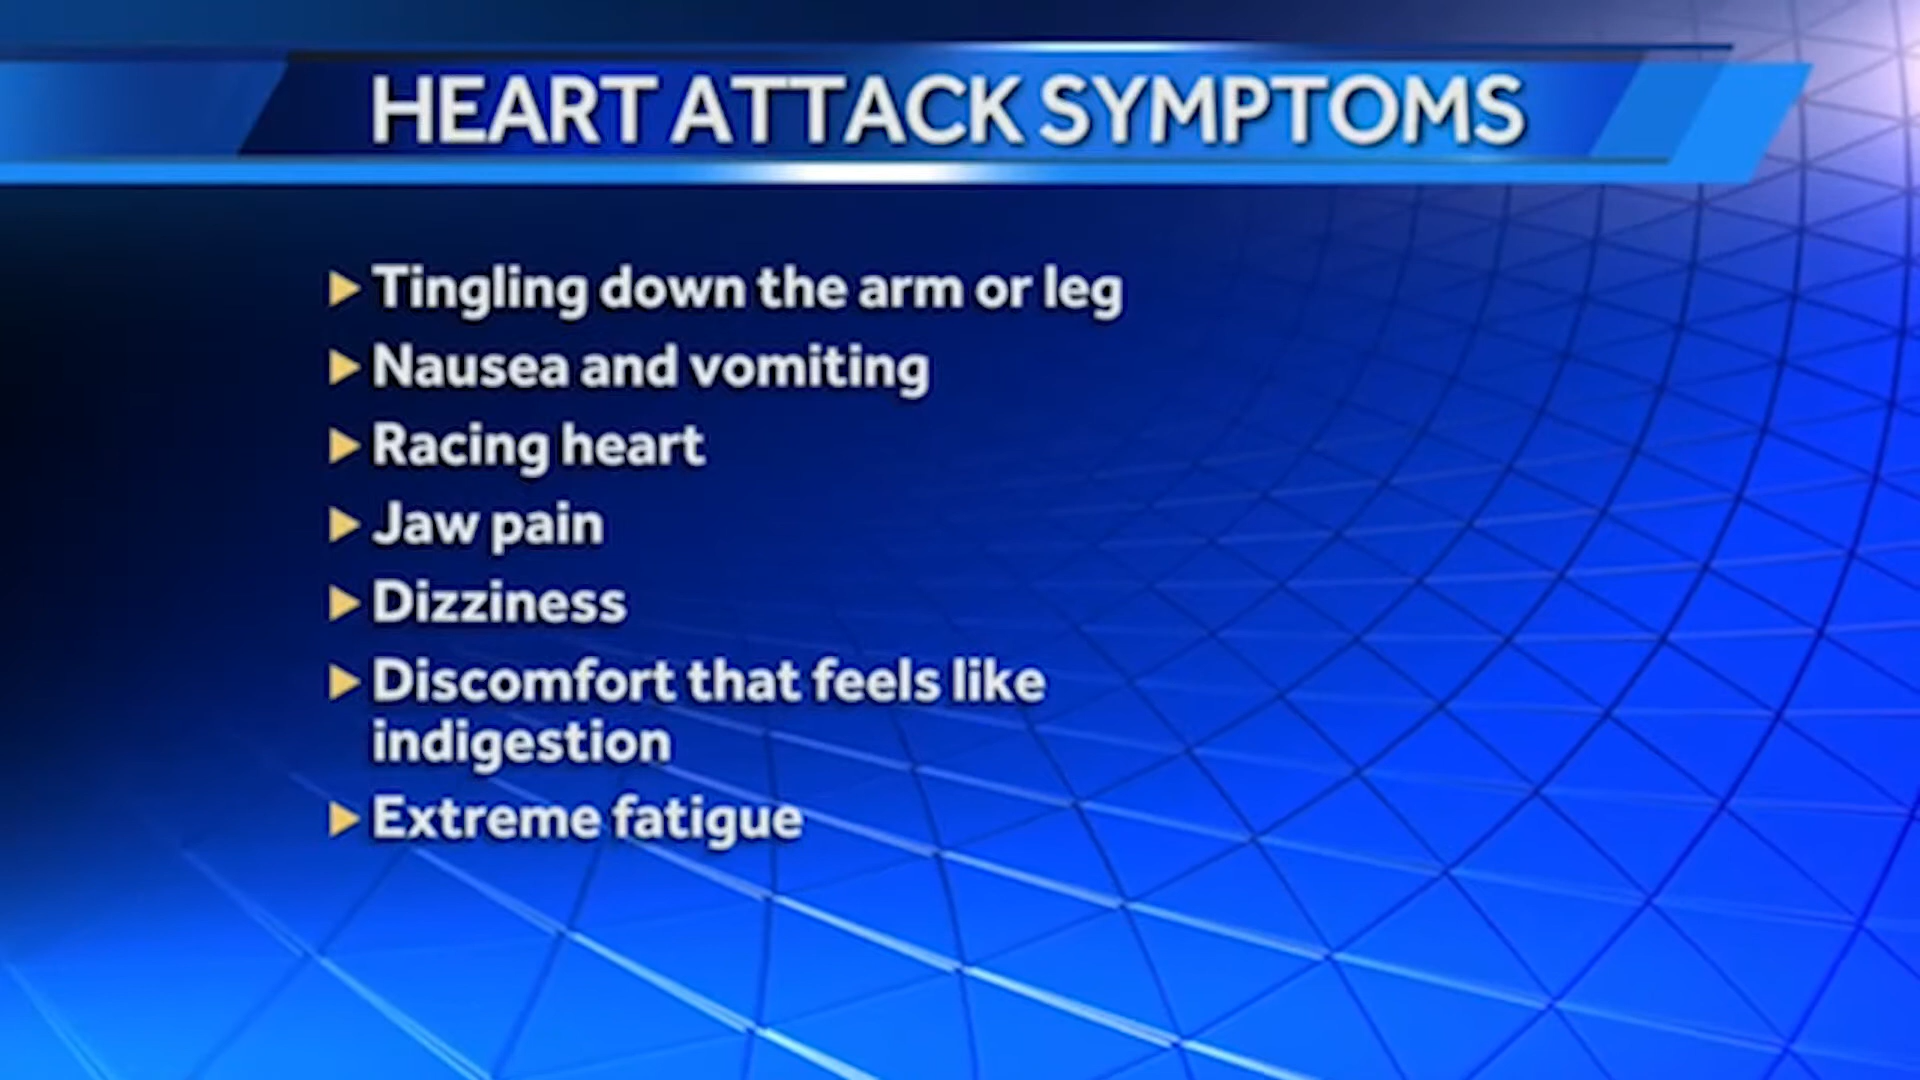 HEART ATTACK SYMPTOMS
Tingling down the arm or leg
Nausea and vomiting
Racing heart
Jaw pain
Dizziness
Discomfort that feels like
indigestion
Extreme fatigue